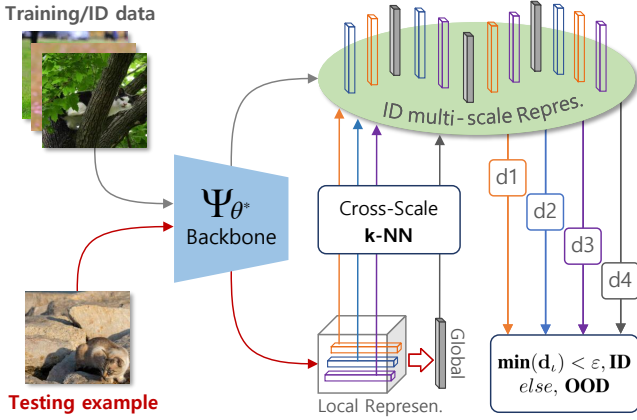 Training/ID data
ID multi-scale Repres.
Ψθ*
Backbone
Cross-Scale
k-NN
d1
d2
d3
d4
Global
min(dι) < ε, ID
else, OOD
Testing example
Local Represen.